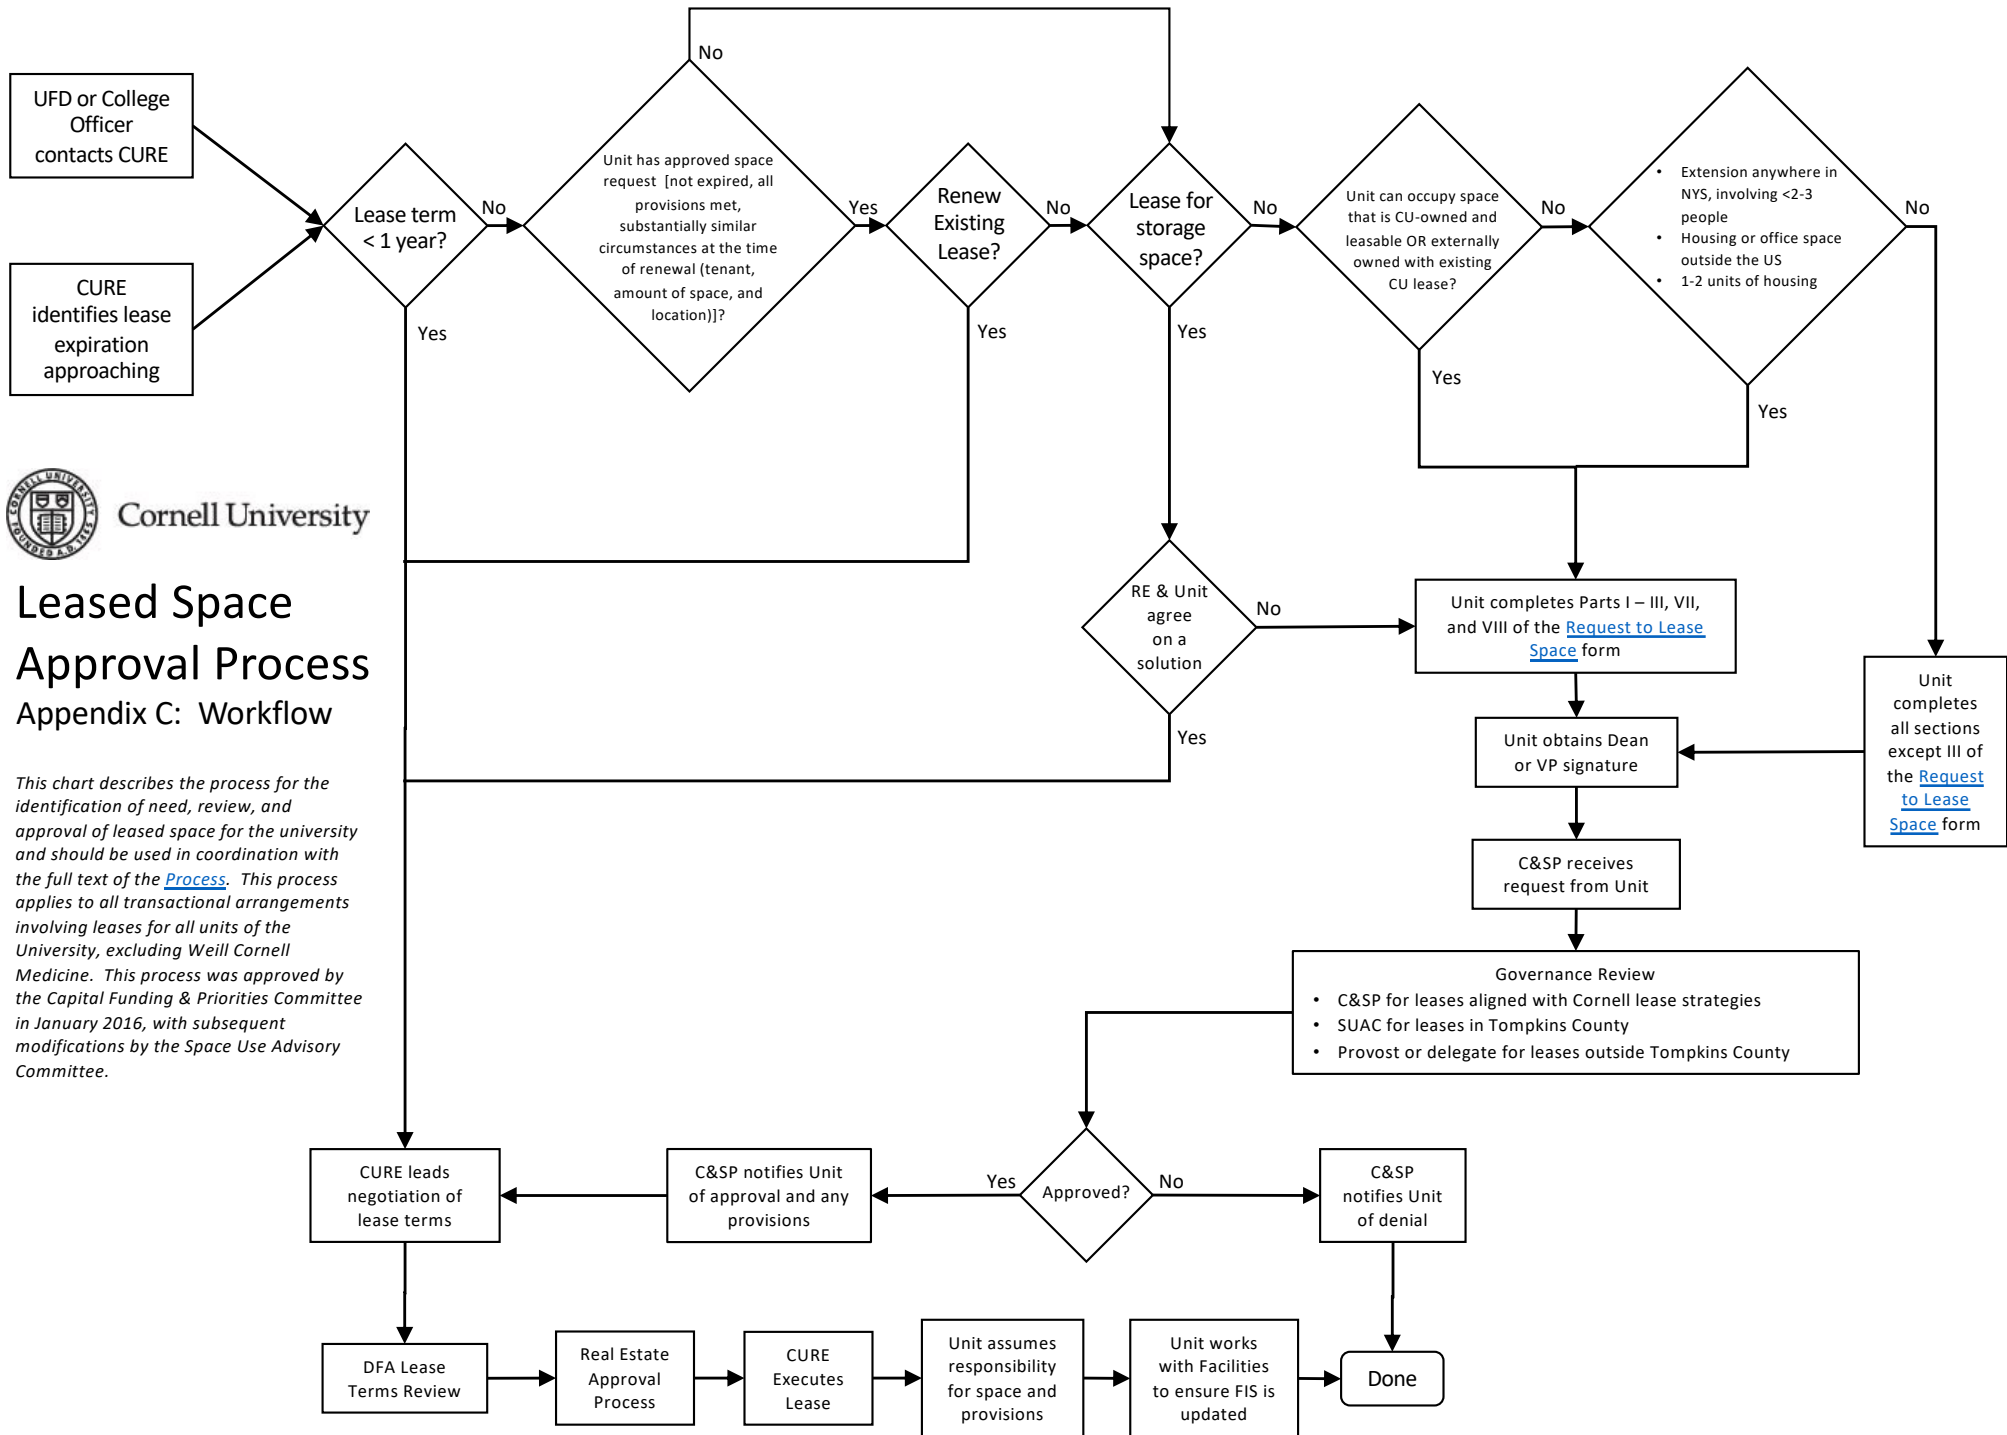 No
UFD or College
Officer
contacts CURE
CURE
identifies lease
expiration
approaching
Lease term
< 1 year?
No
Yes
Unit has approved space
request [not expired, all
provisions met,
substantially similar
circumstances at the time
of renewal (tenant,
amount of space, and
location)]?
Yes
Renew
Existing
Lease?
No
Yes
Lease for
storage
space?
No
Yes
Unit can occupy space
that is CU-owned and
leasable OR externally
owned with existing
CU lease?
No
Yes
• Extension anywhere in
NYS, involving <2-3
people
• Housing or office space
outside the US
• 1-2 units of housing
No
Yes
CORNELL UNIVERSITY
FOUNDED A.D. 1865
Cornell University
Leased Space
Approval Process
Appendix C: Workflow
This chart describes the process for the
identification of need, review, and
approval of leased space for the university
and should be used in coordination with
the full text of the Process. This process
applies to all transactional arrangements
involving leases for all units of the
University, excluding Weill Cornell
Medicine. This process was approved by
the Capital Funding & Priorities Committee
in January 2016, with subsequent
modifications by the Space Use Advisory
Committee.
RE & Unit
agree
on a
solution
No
Yes
Unit completes Parts I – III, VII,
and VIII of the Request to Lease
Space form
Unit
completes
all sections
except III of
the Request
to Lease
Space form
Unit obtains Dean
or VP signature
C&SP receives
request from Unit
Governance Review
• C&SP for leases aligned with Cornell lease strategies
• SUAC for leases in Tompkins County
• Provost or delegate for leases outside Tompkins County
Approved?
Yes
No
C&SP notifies Unit
of approval and any
provisions
C&SP
notifies Unit
of denial
CURE leads
negotiation of
lease terms
DFA Lease
Terms Review
Real Estate
Approval
Process
CURE
Executes
Lease
Unit assumes
responsibility
for space and
provisions
Unit works
with Facilities
to ensure FIS is
updated
Done